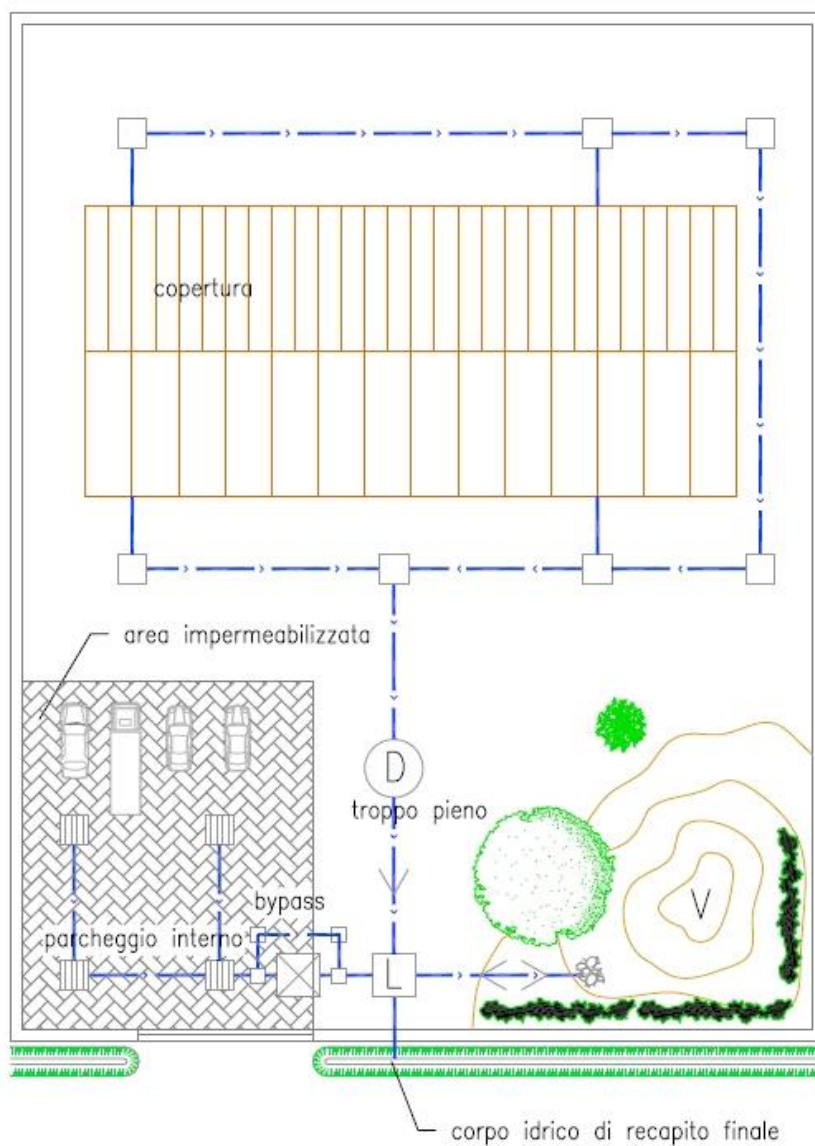 copertura
area impermeabilizzata
D
troppo pieno
bypass
V
parcheggio interno
L
corpo idrico di recapito finale